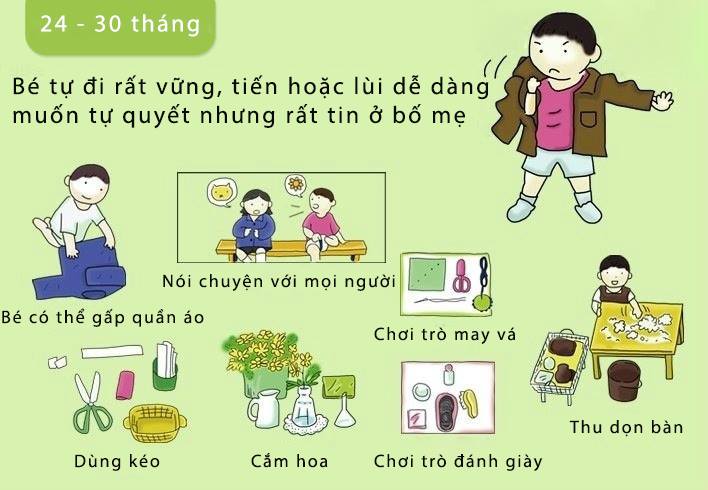 24 - 30 tháng
Bé tự đi rất vững, tiến hoặc lùi dễ dàng
muốn tự quyết nhưng rất tin ở bố mẹ
Nói chuyện với mọi người
Bé có thể gấp quần áo
Chơi trò may vá
Thu dọn bàn
Dùng kéo
Cắm hoa
Chơi trò đánh giày